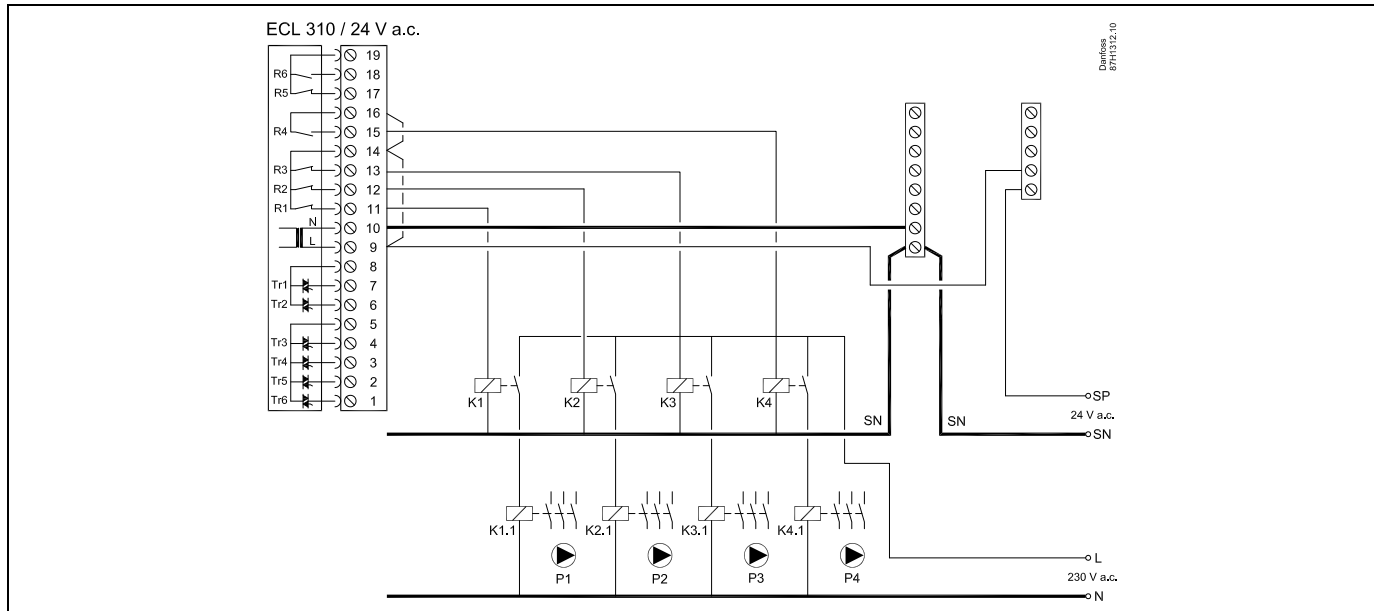 ECL 310 / 24 V a.c.
Danfoss
87H1312.10
19
R6 18
R5 17
16
R4 15
14
R3 13
R2 12
R1 11
N 10
L 9
8
Tr1 7
Tr2 6
5
Tr3 4
Tr4 3
Tr5 2
Tr6 1
K1 K2 K3 K4
SP
24 V a.c.
SN SN SN
K1.1 K2.1 K3.1 K4.1
P1 P2 P3 P4
L
230 V a.c.
N